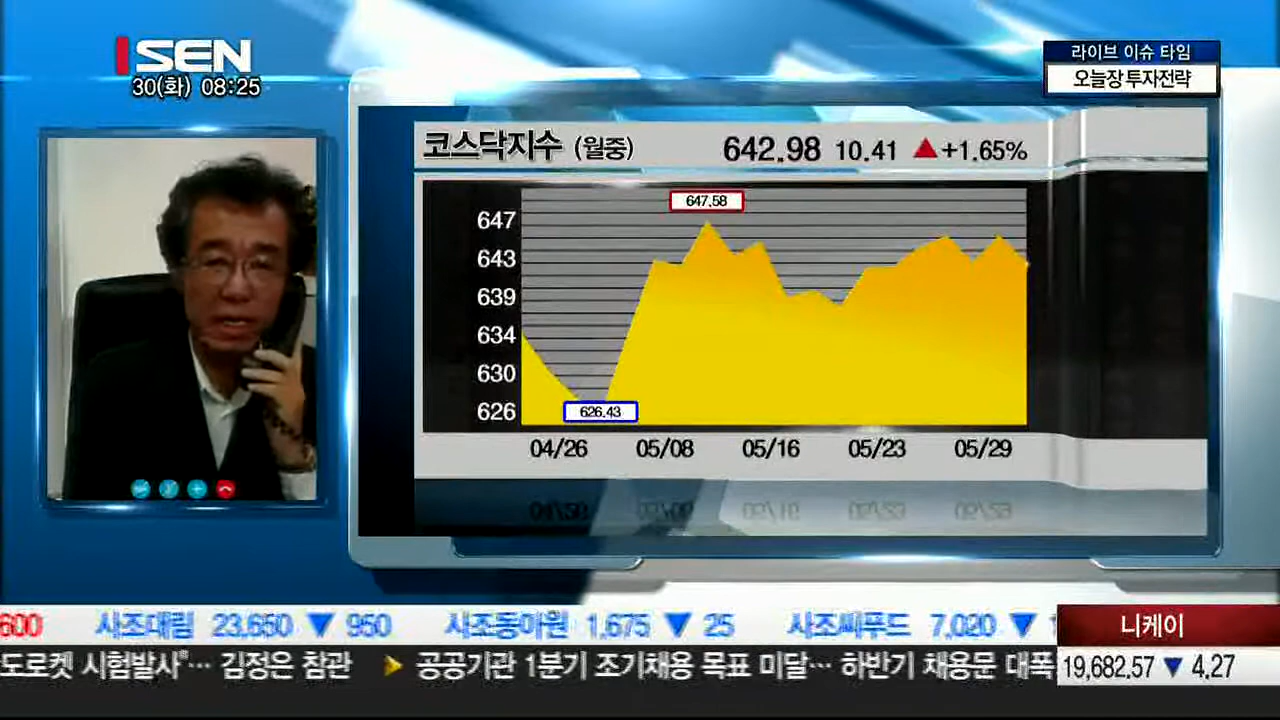 SEN
30(화) 08:25
라이브 이슈 타임
오늘장 투자전략
코스닥지수 (월중) 642.98 10.41 ▲+1.65%
647.58
647
643
639
634
630
626
626.43
04/26 05/08 05/16 05/23 05/29
600 사조대림 23,650 ▼ 950 사조동아원 1,675 ▼ 25 사조씨푸드 7,020 ▼ 1
니케이
도로켓 시험발사"… 김정은 참관 ▶ 공공기관 1분기 조기채용 목표 미달… 하반기 채용문 대폭
19,682.57 ▼ 4.27